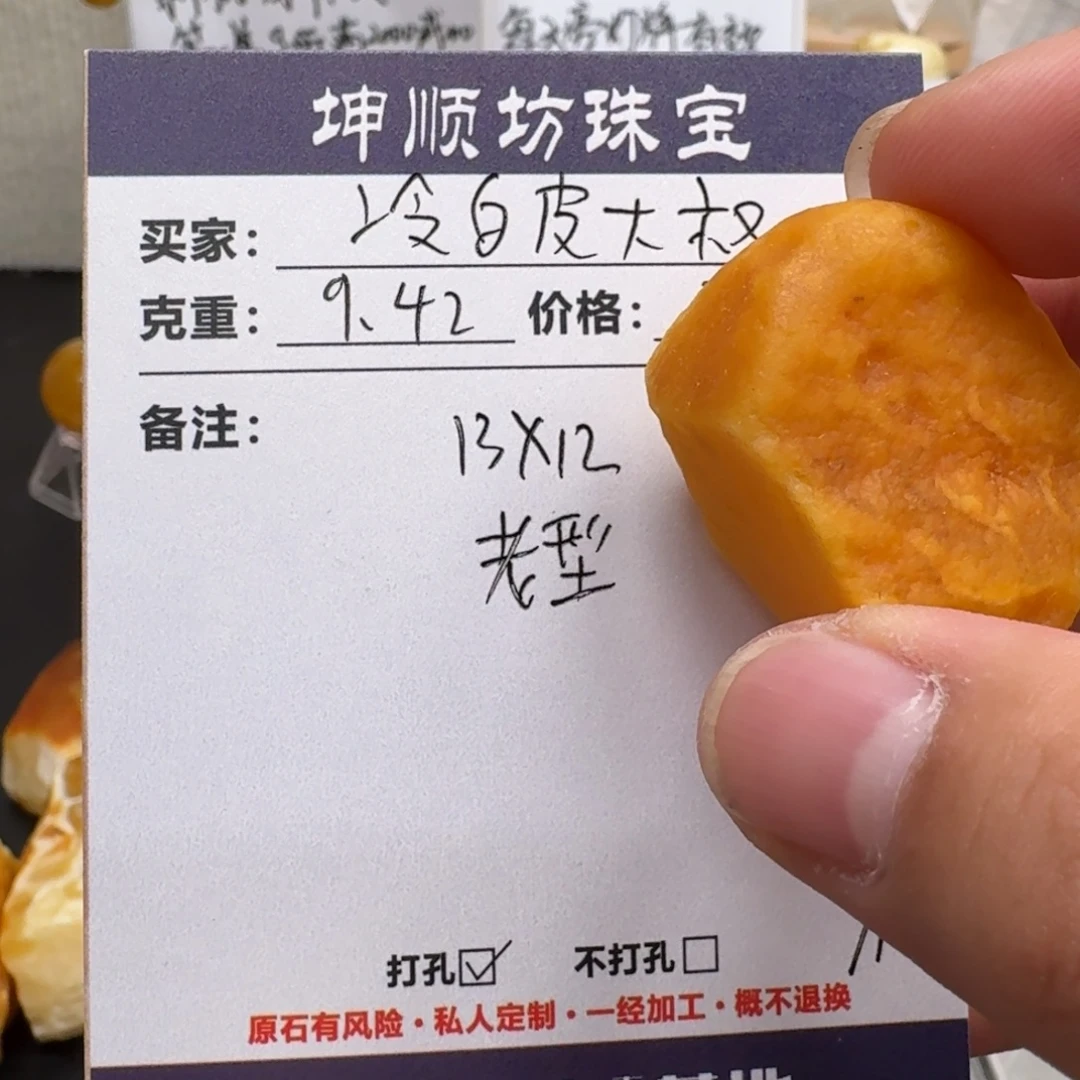 坤顺坊珠宝
买家: 冷白皮大叔
克重: 9.42 价格:
备注:
13X12
老型
打孔☑ 不打孔□
原石有风险·私人定制·一经加工·概不退换